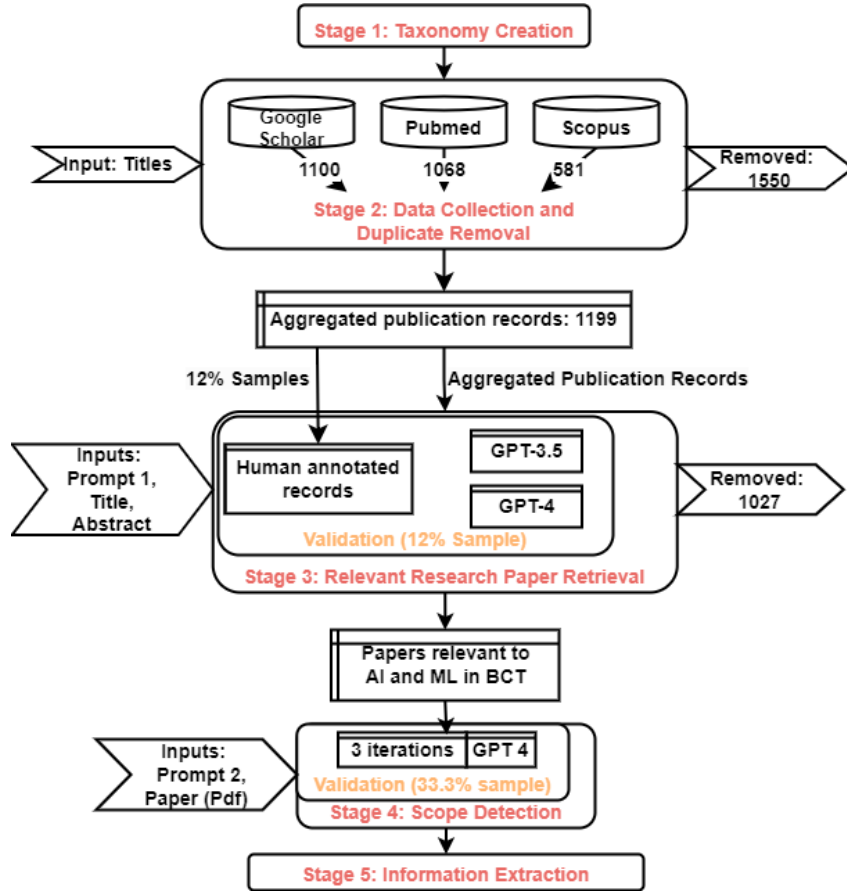 Stage 1: Taxonomy Creation
Google
Scholar
Pubmed
Scopus
Input: Titles
1100
1068
581
Removed:
1550
Stage 2: Data Collection and
Duplicate Removal
Aggregated publication records: 1199
12% Samples
Aggregated Publication Records
Inputs:
Prompt 1,
Title,
Abstract
Human annotated
records
GPT-3.5
GPT-4
Removed:
1027
Validation (12% Sample)
Stage 3: Relevant Research Paper Retrieval
Papers relevant to
AI and ML in BCT
Inputs:
Prompt 2,
Paper (Pdf)
3 iterations
GPT 4
Validation (33.3% sample)
Stage 4: Scope Detection
Stage 5: Information Extraction